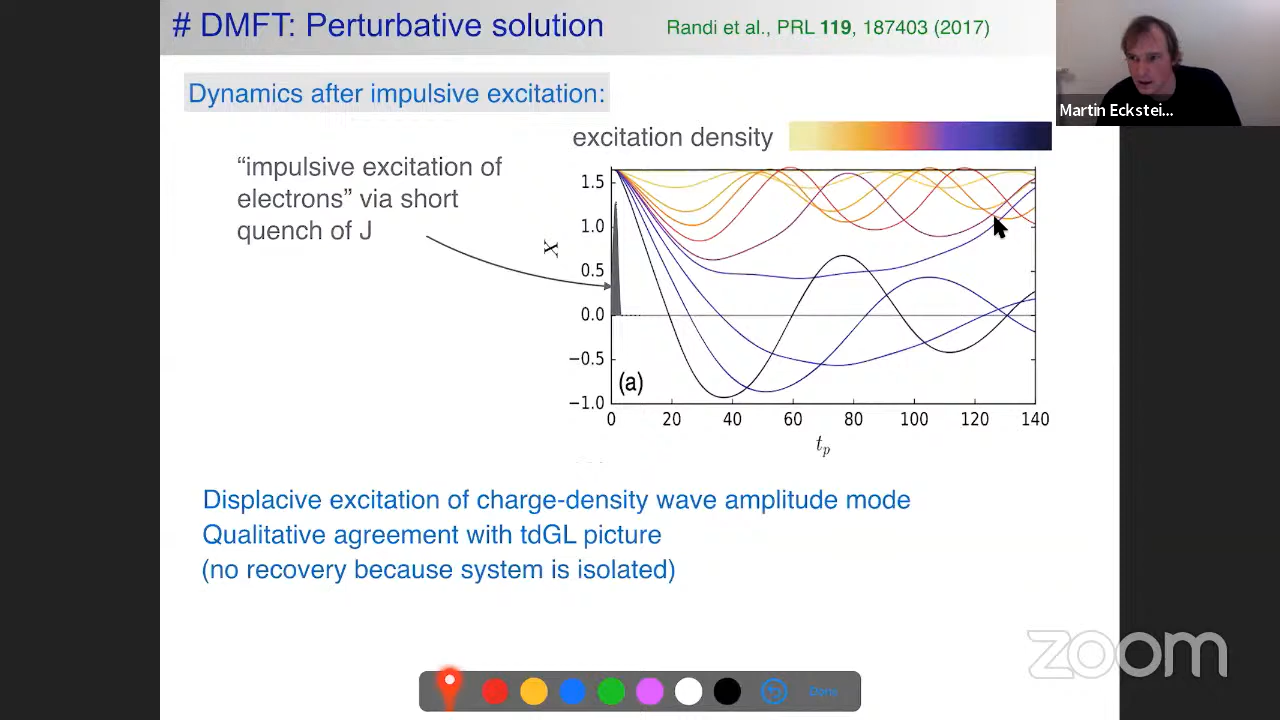 # DMFT: Perturbative solution
Randi et al., PRL 119, 187403 (2017)
Martin Eckstei...
Dynamics after impulsive excitation:
excitation density
“impulsive excitation of
electrons” via short
quench of J
X
1.5
1.0
0.5
0.0
−0.5
−1.0
(a)
0 20 40 60 80 100 120 140
tp
Displacive excitation of charge-density wave amplitude mode
Qualitative agreement with tdGL picture
(no recovery because system is isolated)
zoom
Done